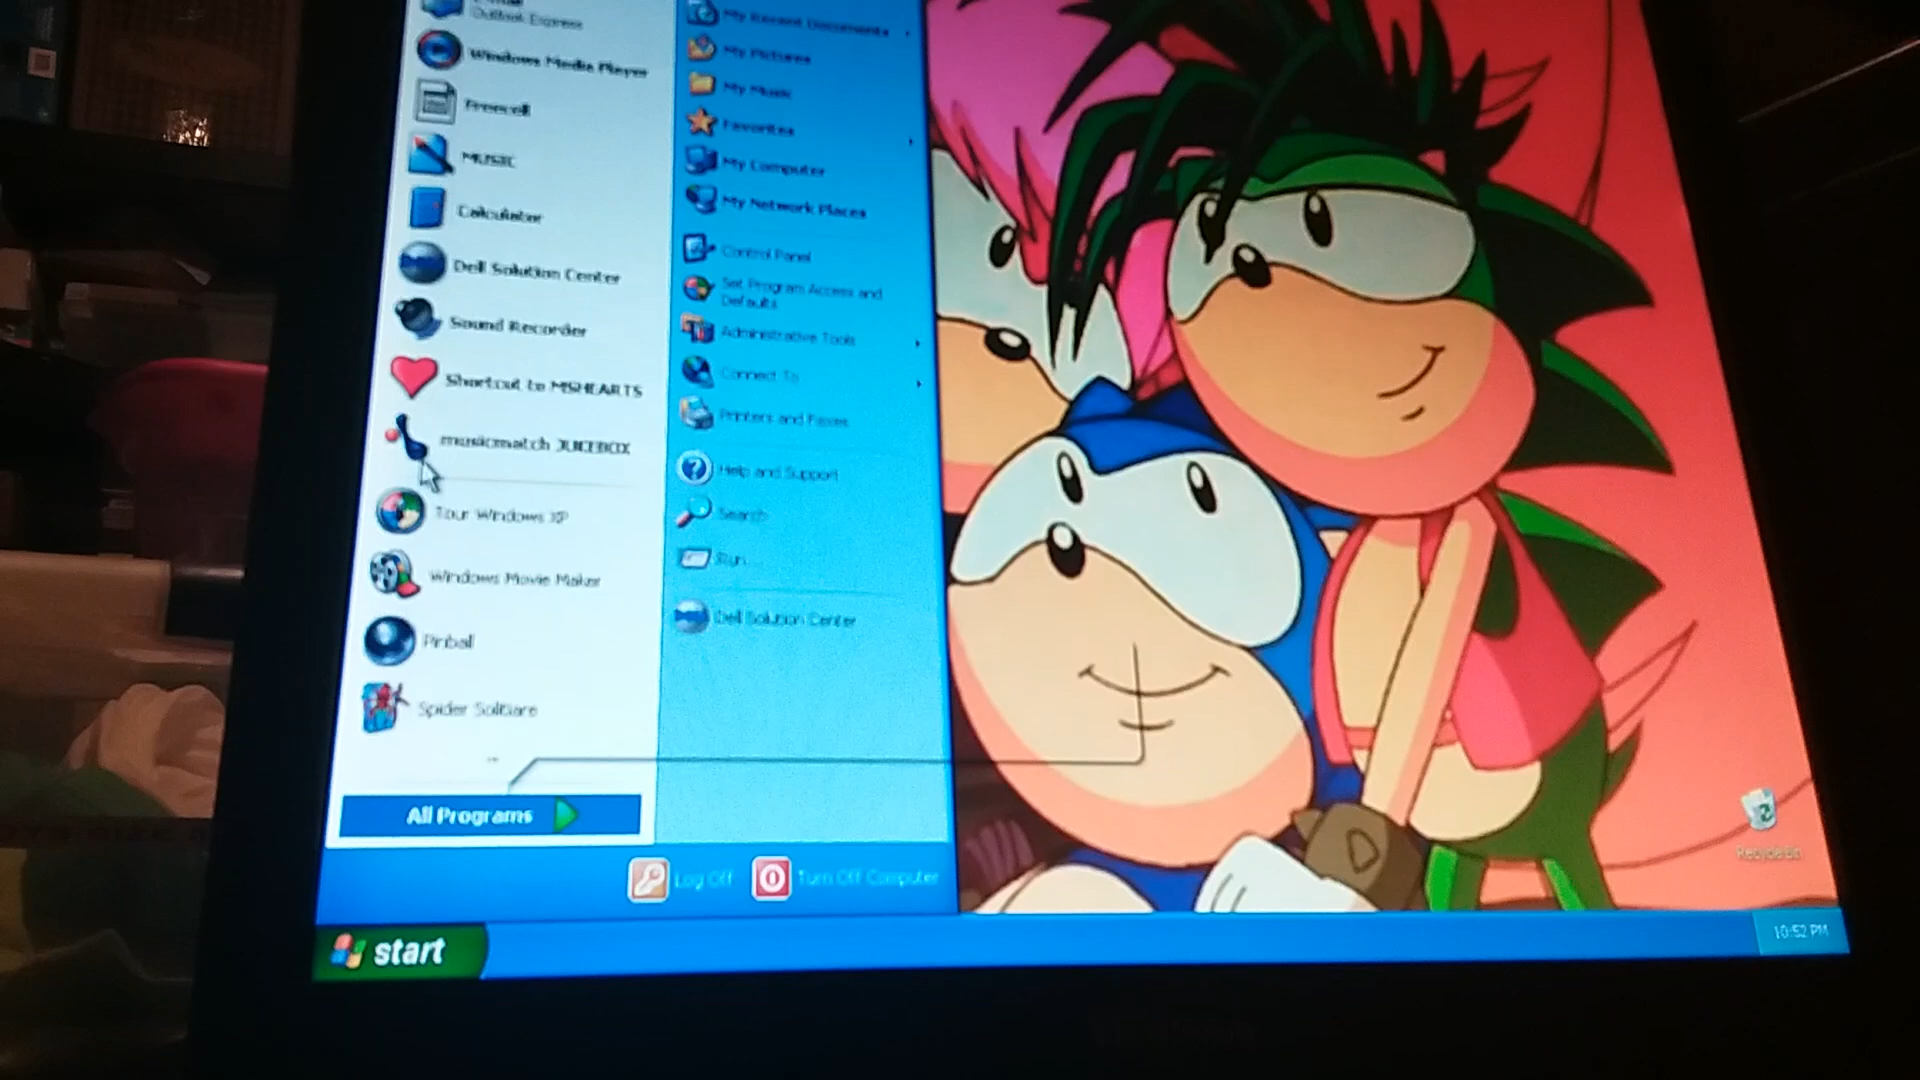 E-mail
Outlook Express
Windows Media Player
Freecell
MUSIC
Calculator
Dell Solution Center
Sound Recorder
Shortcut to MSHEARTS
musicmatch JUKEBOX
Tour Windows XP
Windows Movie Maker
Pinball
Spider Solitiare
All Programs
My Recent Documents
My Pictures
My Music
Favorites
My Computer
My Network Places
Control Panel
Set Program Access and
Defaults
Administrative Tools
Connect To
Printers and Faxes
Help and Support
Search
Run...
Dell Solution Center
Log Off
Turn Off Computer
start
Recycle Bin
10:52 PM